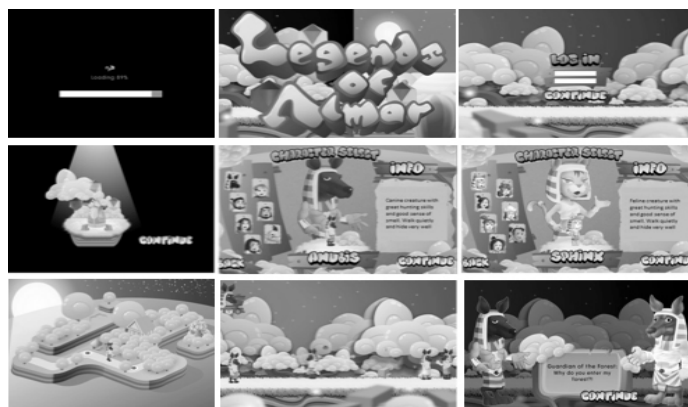 Loading 94%
Legends
of
Almar
LOG IN
CONTINUE
CONTINUE
CHARACTER SELECT
INFO
Canine creature with
great hunting skills
and good sense of
smell. Walk quietly
and hide very well
BACK
ANUBIS
CONTINUE
CHARACTER SELECT
INFO
Feline creature with
great hunting skills
and good sense of
smell. Walk quietly
and hide very well
BACK
SPHINX
CONTINUE
Guardian of the forest:
Why do you enter my
forest?!
CONTINUE